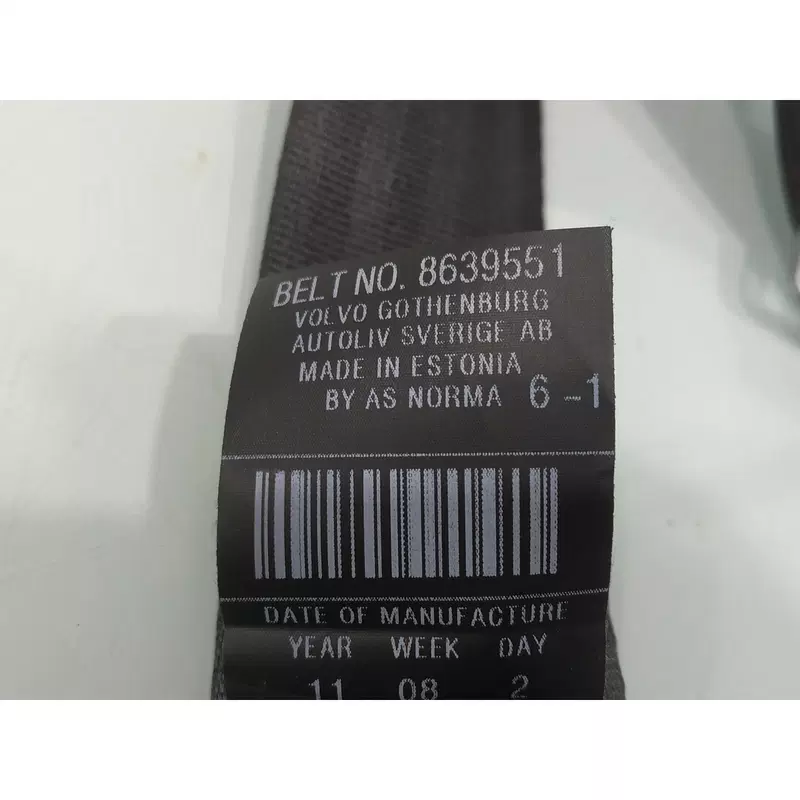 BELT NO. 8639551
VOLVO GOTHENBURG
AUTOLIV SVERIGE AB
MADE IN ESTONIA
BY AS NORMA 6-1
DATE OF MANUFACTURE
YEAR WEEK DAY
11 08 2